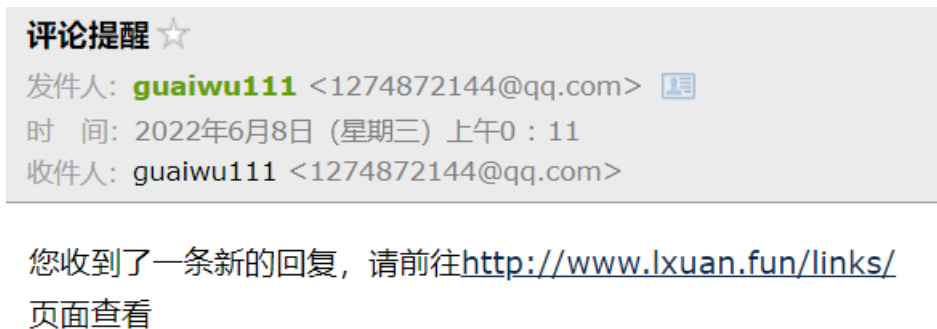 评论提醒
发件人：guaiwu111 <1274872144@qq.com>
时　间：2022年6月8日（星期三）上午0：11
收件人：guaiwu111 <1274872144@qq.com>
您收到了一条新的回复，请前往http://www.lxuan.fun/links/
页面查看